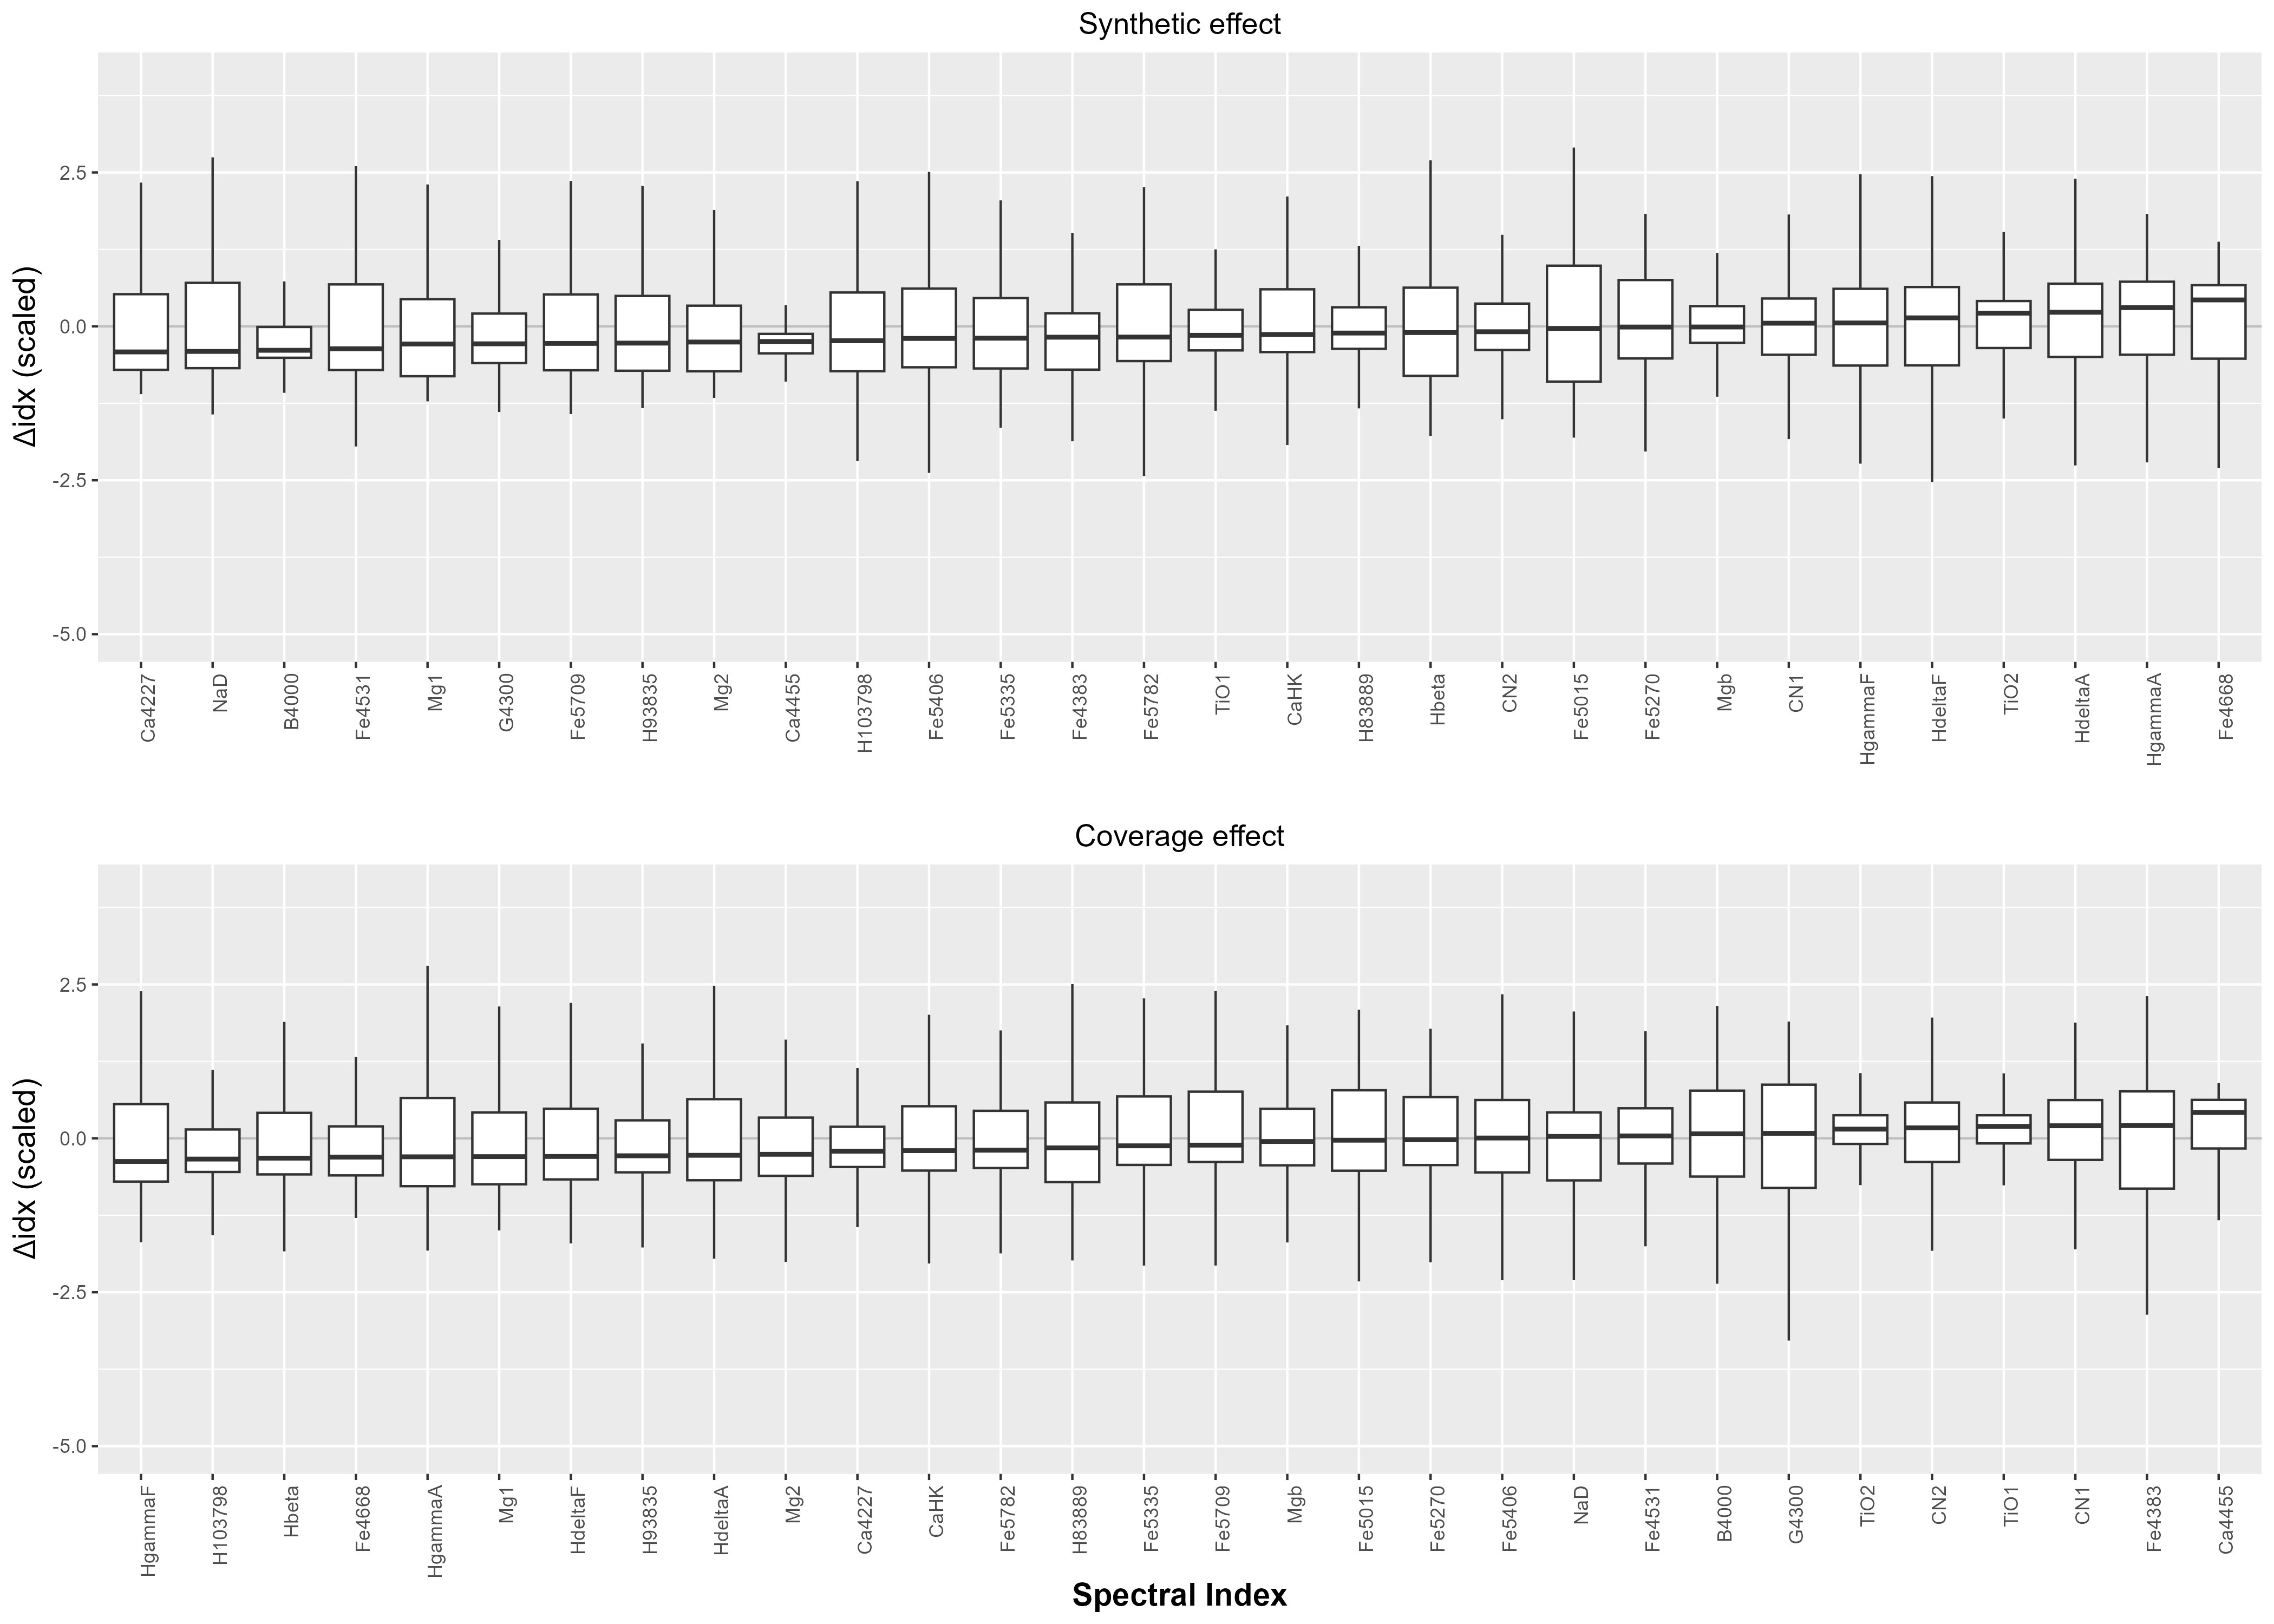 Synthetic effect
Δidx (scaled)
2.5
0.0
-2.5
-5.0
Ca4227
NaD
B4000
Fe4531
Mg1
G4300
Fe5709
H93835
Mg2
Ca4455
H103798
Fe5406
Fe5335
Fe4383
Fe5782
TiO1
CaHK
H83889
Hbeta
CN2
Fe5015
Fe5270
Mgb
CN1
HgammaF
HdeltaF
TiO2
HdeltaA
HgammaA
Fe4668
Coverage effect
Δidx (scaled)
2.5
0.0
-2.5
-5.0
HgammaF
H103798
Hbeta
Fe4668
HgammaA
Mg1
HdeltaF
H93835
HdeltaA
Mg2
Ca4227
CaHK
Fe5782
H83889
Fe5335
Fe5709
Mgb
Fe5015
Fe5270
Fe5406
NaD
Fe4531
B4000
G4300
TiO2
CN2
TiO1
CN1
Fe4383
Ca4455
Spectral Index